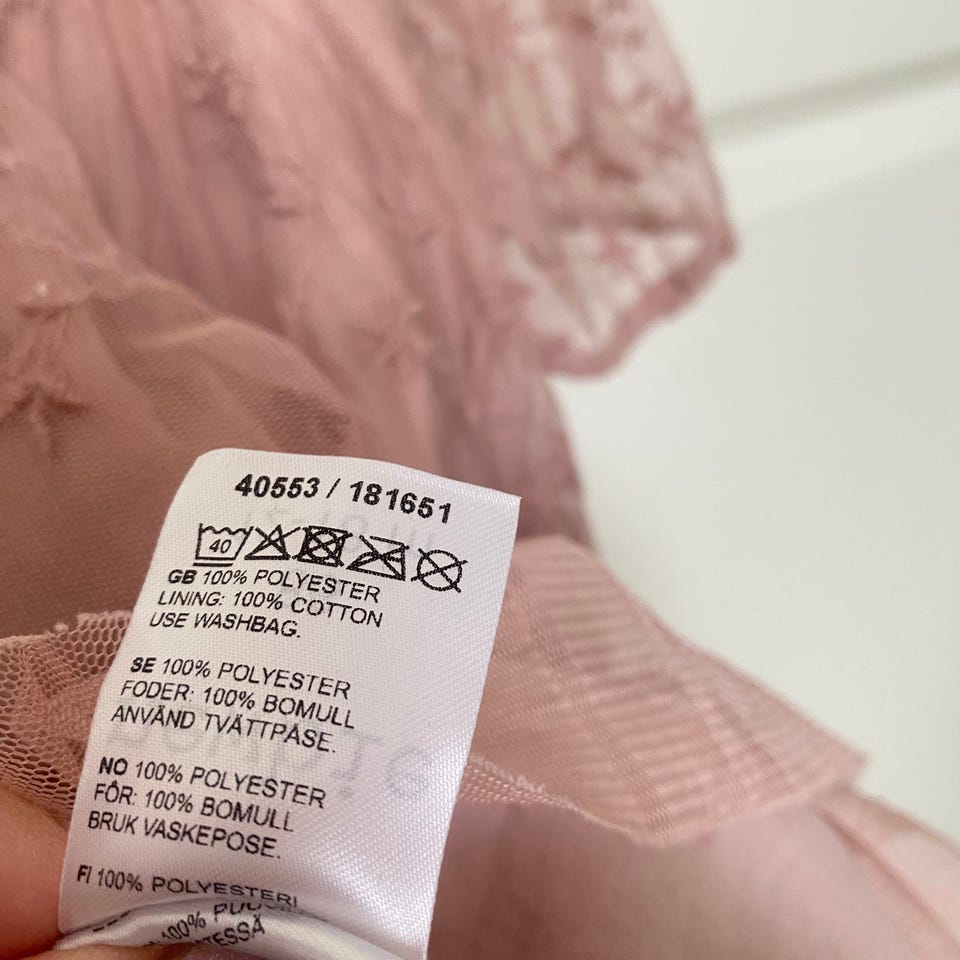 40553 / 181651
40
GB 100% POLYESTER
LINING: 100% COTTON
USE WASHBAG.
SE 100% POLYESTER
FODER: 100% BOMULL
ANVÄND TVÄTTPÅSE.
NO 100% POLYESTER
FÔR: 100% BOMULL
BRUK VASKEPOSE.
FI 100% POLYESTERI
100%